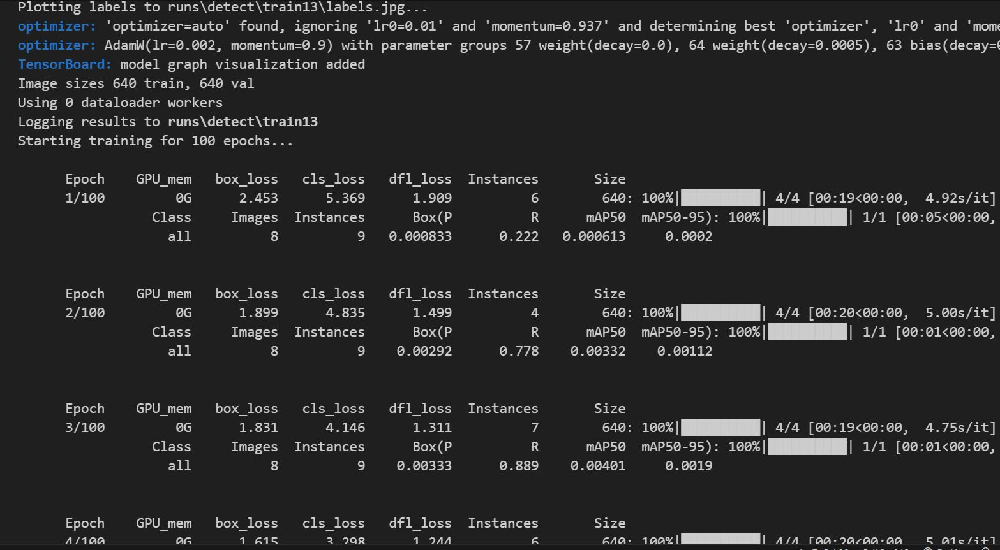 Plotting labels to runs\detect\train13\labels.jpg...
optimizer: 'optimizer=auto' found, ignoring 'lr0=0.01' and 'momentum=0.937' and determining best 'optimizer', 'lr0' and 'mome
optimizer: AdamW(lr=0.002, momentum=0.9) with parameter groups 57 weight(decay=0.0), 64 weight(decay=0.0005), 63 bias(decay=0
TensorBoard: model graph visualization added
Image sizes 640 train, 640 val
Using 0 dataloader workers
Logging results to runs\detect\train13
Starting training for 100 epochs...
Epoch GPU_mem box_loss cls_loss dfl_loss Instances Size
1/100 0G 2.453 5.369 1.909 6 640: 100%|██████████| 4/4 [00:19<00:00, 4.92s/it]
Class Images Instances Box(P R mAP50 mAP50-95): 100%|██████████| 1/1 [00:05<00:00,
all 8 9 0.000833 0.222 0.000613 0.0002
Epoch GPU_mem box_loss cls_loss dfl_loss Instances Size
2/100 0G 1.899 4.835 1.499 4 640: 100%|██████████| 4/4 [00:20<00:00, 5.00s/it]
Class Images Instances Box(P R mAP50 mAP50-95): 100%|██████████| 1/1 [00:01<00:00,
all 8 9 0.00292 0.778 0.00332 0.00112
Epoch GPU_mem box_loss cls_loss dfl_loss Instances Size
3/100 0G 1.831 4.146 1.311 7 640: 100%|██████████| 4/4 [00:19<00:00, 4.75s/it]
Class Images Instances Box(P R mAP50 mAP50-95): 100%|██████████| 1/1 [00:01<00:00,
all 8 9 0.00333 0.889 0.00401 0.0019
Epoch GPU_mem box_loss cls_loss dfl_loss Instances Size
4/100 0G 1.615 3.298 1.244 6 640: 100%|██████████| 4/4 [00:20<00:00, 5.01s/it]